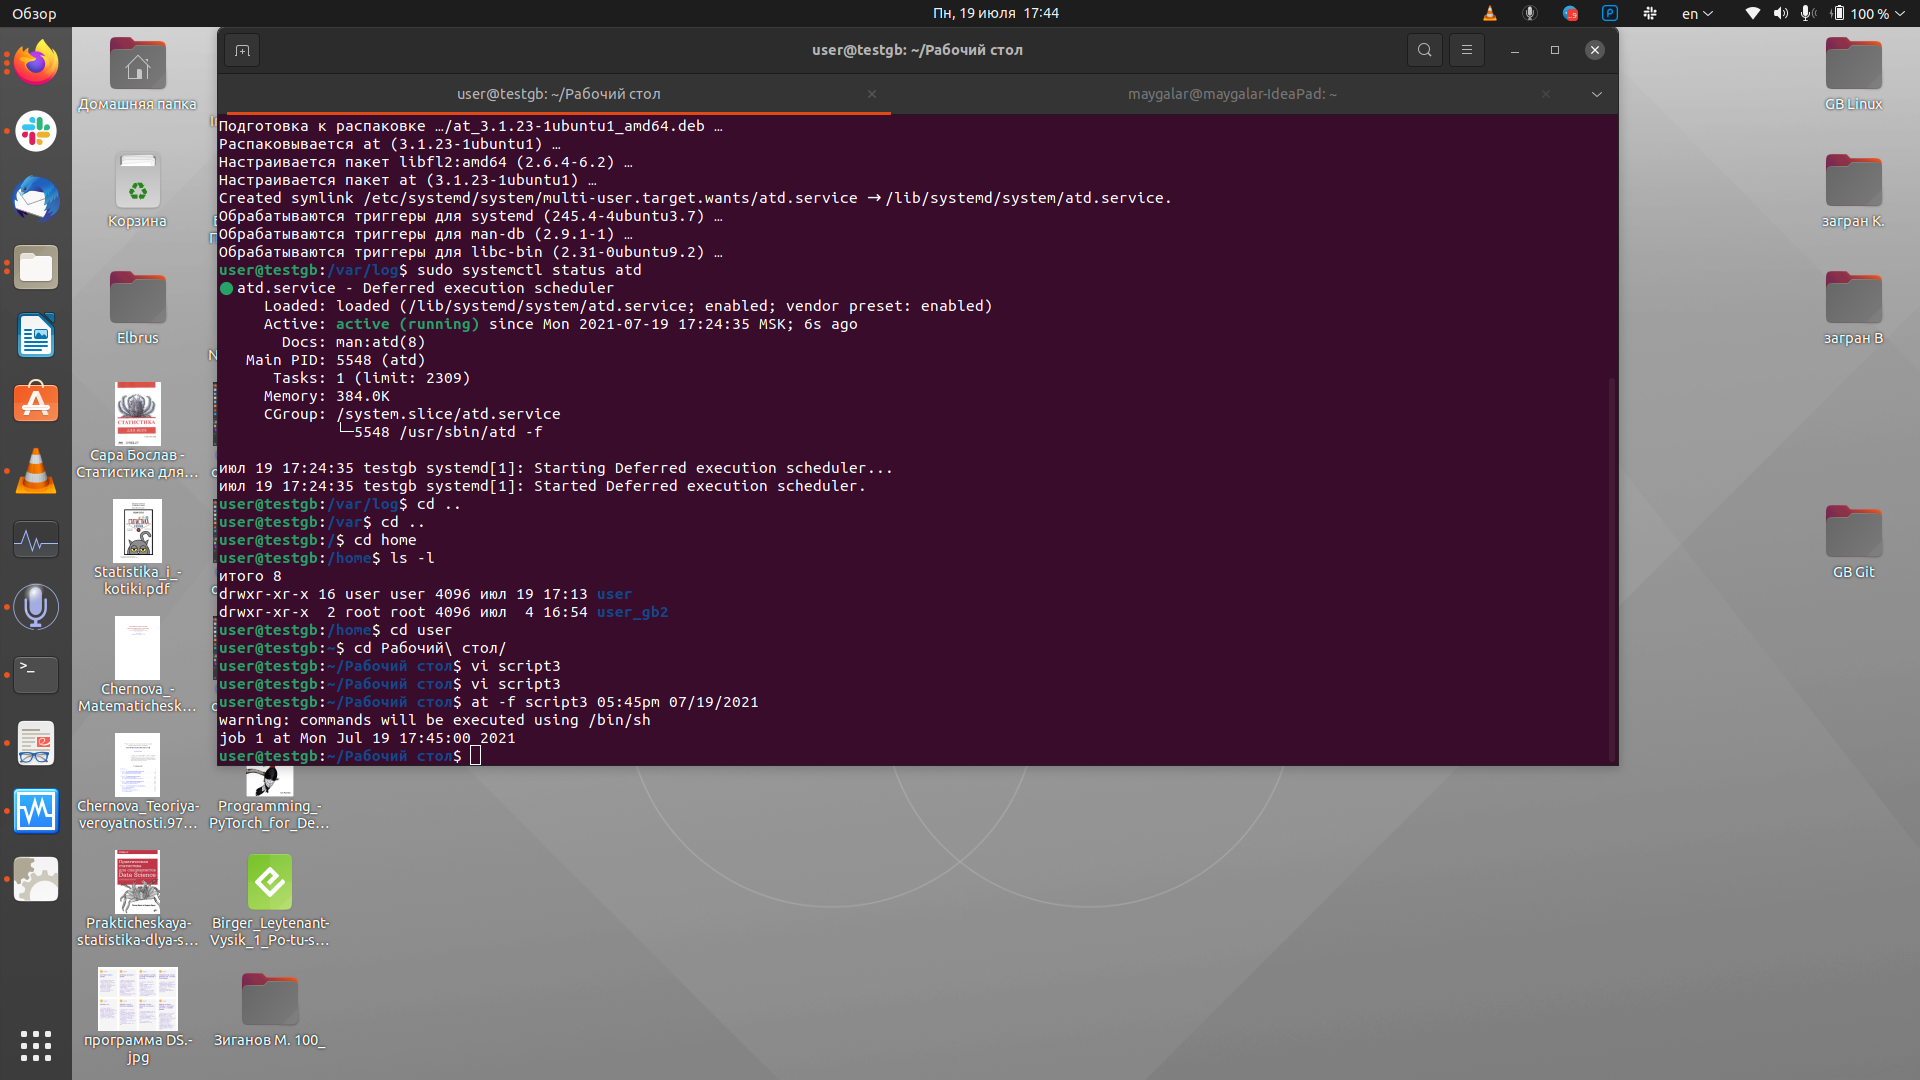 Обзор
Пн, 19 июля 17:44
en
100 %
user@testgb: ~/Рабочий стол
user@testgb: ~/Рабочий стол
maygalar@maygalar-IdeaPad: ~
Подготовка к распаковке …/at_3.1.23-1ubuntu1_amd64.deb …
Распаковывается at (3.1.23-1ubuntu1) …
Настраивается пакет libfl2:amd64 (2.6.4-6.2) …
Настраивается пакет at (3.1.23-1ubuntu1) …
Created symlink /etc/systemd/system/multi-user.target.wants/atd.service → /lib/systemd/system/atd.service.
Обрабатываются триггеры для systemd (245.4-4ubuntu3.7) …
Обрабатываются триггеры для man-db (2.9.1-1) …
Обрабатываются триггеры для libc-bin (2.31-0ubuntu9.2) …
user@testgb:/var/log$ sudo systemctl status atd
● atd.service - Deferred execution scheduler
Loaded: loaded (/lib/systemd/system/atd.service; enabled; vendor preset: enabled)
Active: active (running) since Mon 2021-07-19 17:24:35 MSK; 6s ago
Docs: man:atd(8)
Main PID: 5548 (atd)
Tasks: 1 (limit: 2309)
Memory: 384.0K
CGroup: /system.slice/atd.service
└─5548 /usr/sbin/atd -f
июл 19 17:24:35 testgb systemd[1]: Starting Deferred execution scheduler...
июл 19 17:24:35 testgb systemd[1]: Started Deferred execution scheduler.
user@testgb:/var/log$ cd ..
user@testgb:/var$ cd ..
user@testgb:/$ cd home
user@testgb:/home$ ls -l
итого 8
drwxr-xr-x 16 user user 4096 июл 19 17:13 user
drwxr-xr-x  2 root root 4096 июл  4 16:54 user_gb2
user@testgb:/home$ cd user
user@testgb:~$ cd Рабочий\ стол/
user@testgb:~/Рабочий стол$ vi script3
user@testgb:~/Рабочий стол$ vi script3
user@testgb:~/Рабочий стол$ at -f script3 05:45pm 07/19/2021
warning: commands will be executed using /bin/sh
job 1 at Mon Jul 19 17:45:00 2021
user@testgb:~/Рабочий стол$
Домашняя папка
Корзина
Elbrus
СТАТИСТИКА
Сара Бослав -
Статистика для…
Statistika_i_-
kotiki.pdf
Chernova_-
Matematichesk…
Chernova_Teoriya-
veroyatnosti.97…
Programming_-
PyTorch_for_De…
Data Science
Prakticheskaya-
statistika-dlya-s…
Birger_Leytenant-
Vysik_1_Po-tu-s…
программа DS.-
jpg
Зиганов М. 100_
GB Linux
загран К.
загран В
GB Git